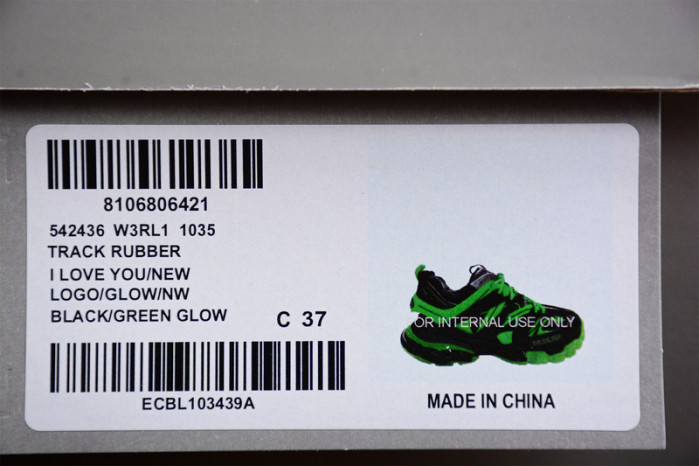 8106806421
542436 W3RL1 1035
TRACK RUBBER
I LOVE YOU/NEW
LOGO/GLOW/NW
BLACK/GREEN GLOW
C 37
ECBL103439A
OR INTERNAL USE ONLY
MADE IN CHINA